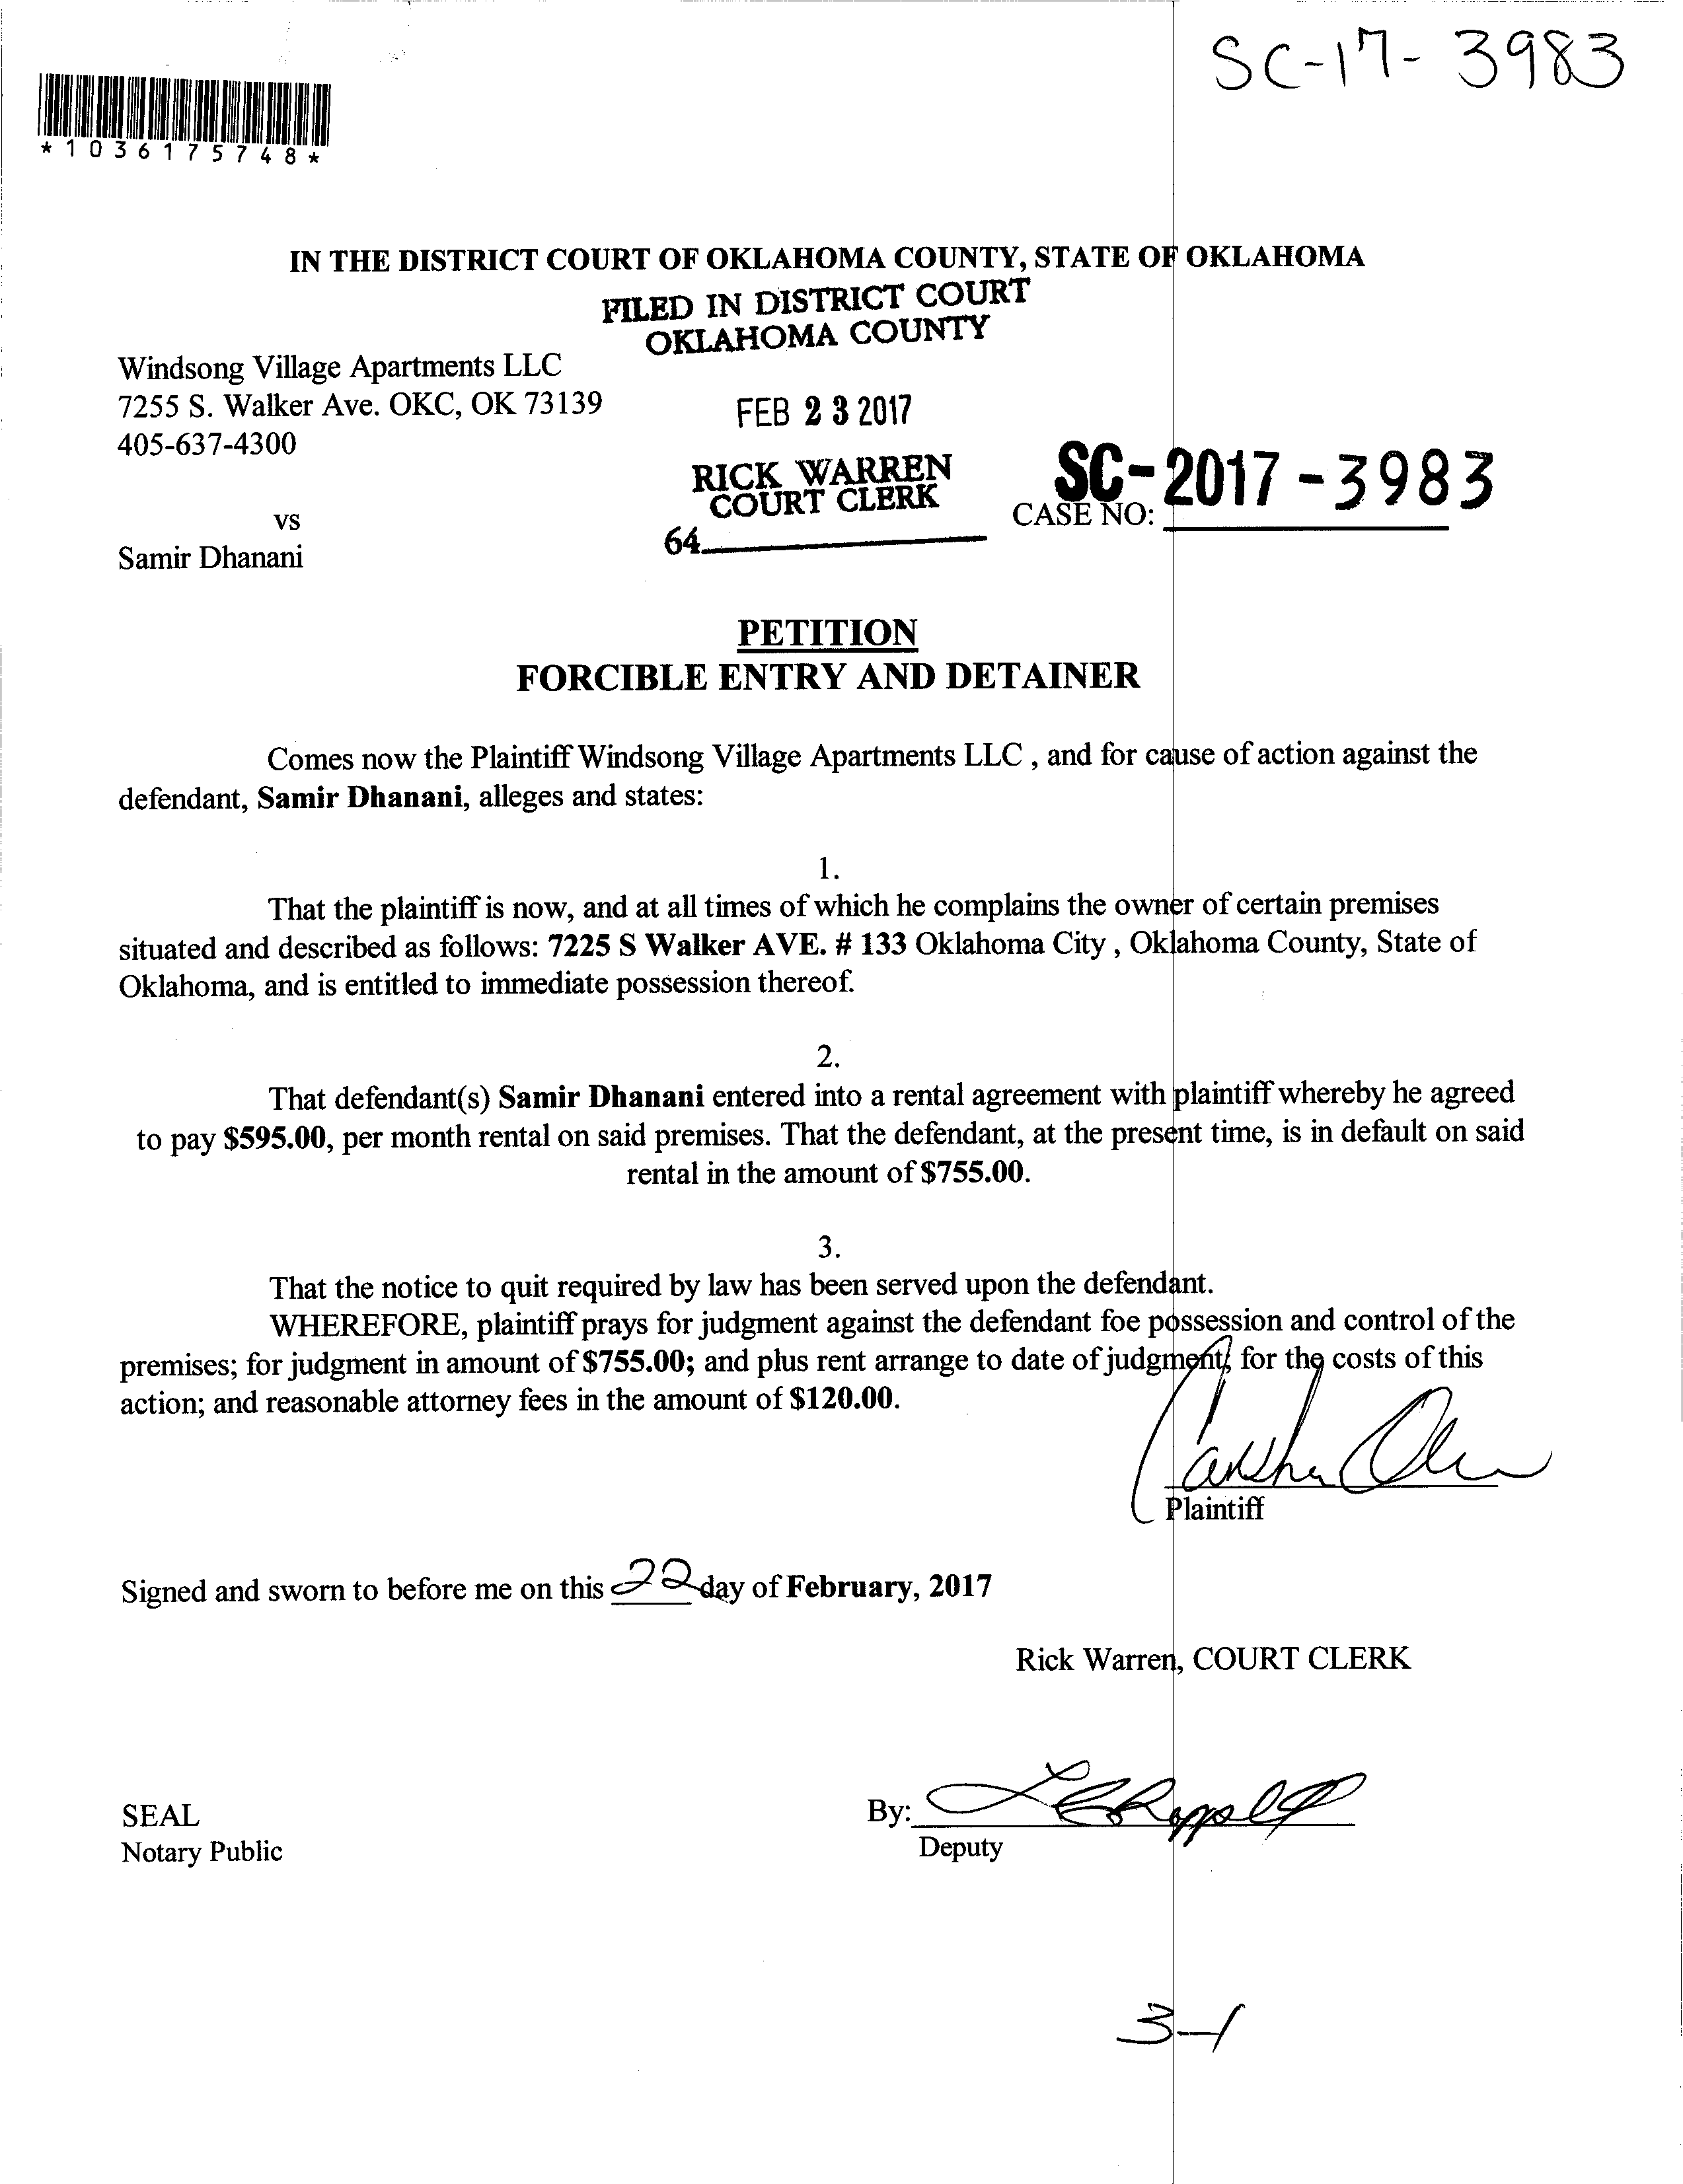 SC-17-3983
*1036175748*
IN THE DISTRICT COURT OF OKLAHOMA COUNTY, STATE OF OKLAHOMA
FILED IN DISTRICT COURT
OKLAHOMA COUNTY
Windsong Village Apartments LLC
7255 S. Walker Ave. OKC, OK 73139
405-637-4300
FEB 23 2017
RICK WARREN
COURT CLERK
64
SC-2017-3983
CASE NO:
vs
Samir Dhanani
PETITION
FORCIBLE ENTRY AND DETAINER
Comes now the Plaintiff Windsong Village Apartments LLC , and for cause of action against the
defendant, Samir Dhanani, alleges and states:
1.
That the plaintiff is now, and at all times of which he complains the owner of certain premises
situated and described as follows: 7225 S Walker AVE. # 133 Oklahoma City , Oklahoma County, State of
Oklahoma, and is entitled to immediate possession thereof.
2.
That defendant(s) Samir Dhanani entered into a rental agreement with plaintiff whereby he agreed
to pay $595.00, per month rental on said premises. That the defendant, at the present time, is in default on said
rental in the amount of $755.00.
3.
That the notice to quit required by law has been served upon the defendant.
WHEREFORE, plaintiff prays for judgment against the defendant foe possession and control of the
premises; for judgment in amount of $755.00; and plus rent arrange to date of judgment, for the costs of this
action; and reasonable attorney fees in the amount of $120.00.
Plaintiff
Signed and sworn to before me on this 22 day of February, 2017
Rick Warren, COURT CLERK
SEAL
Notary Public
By:
Deputy
3-1